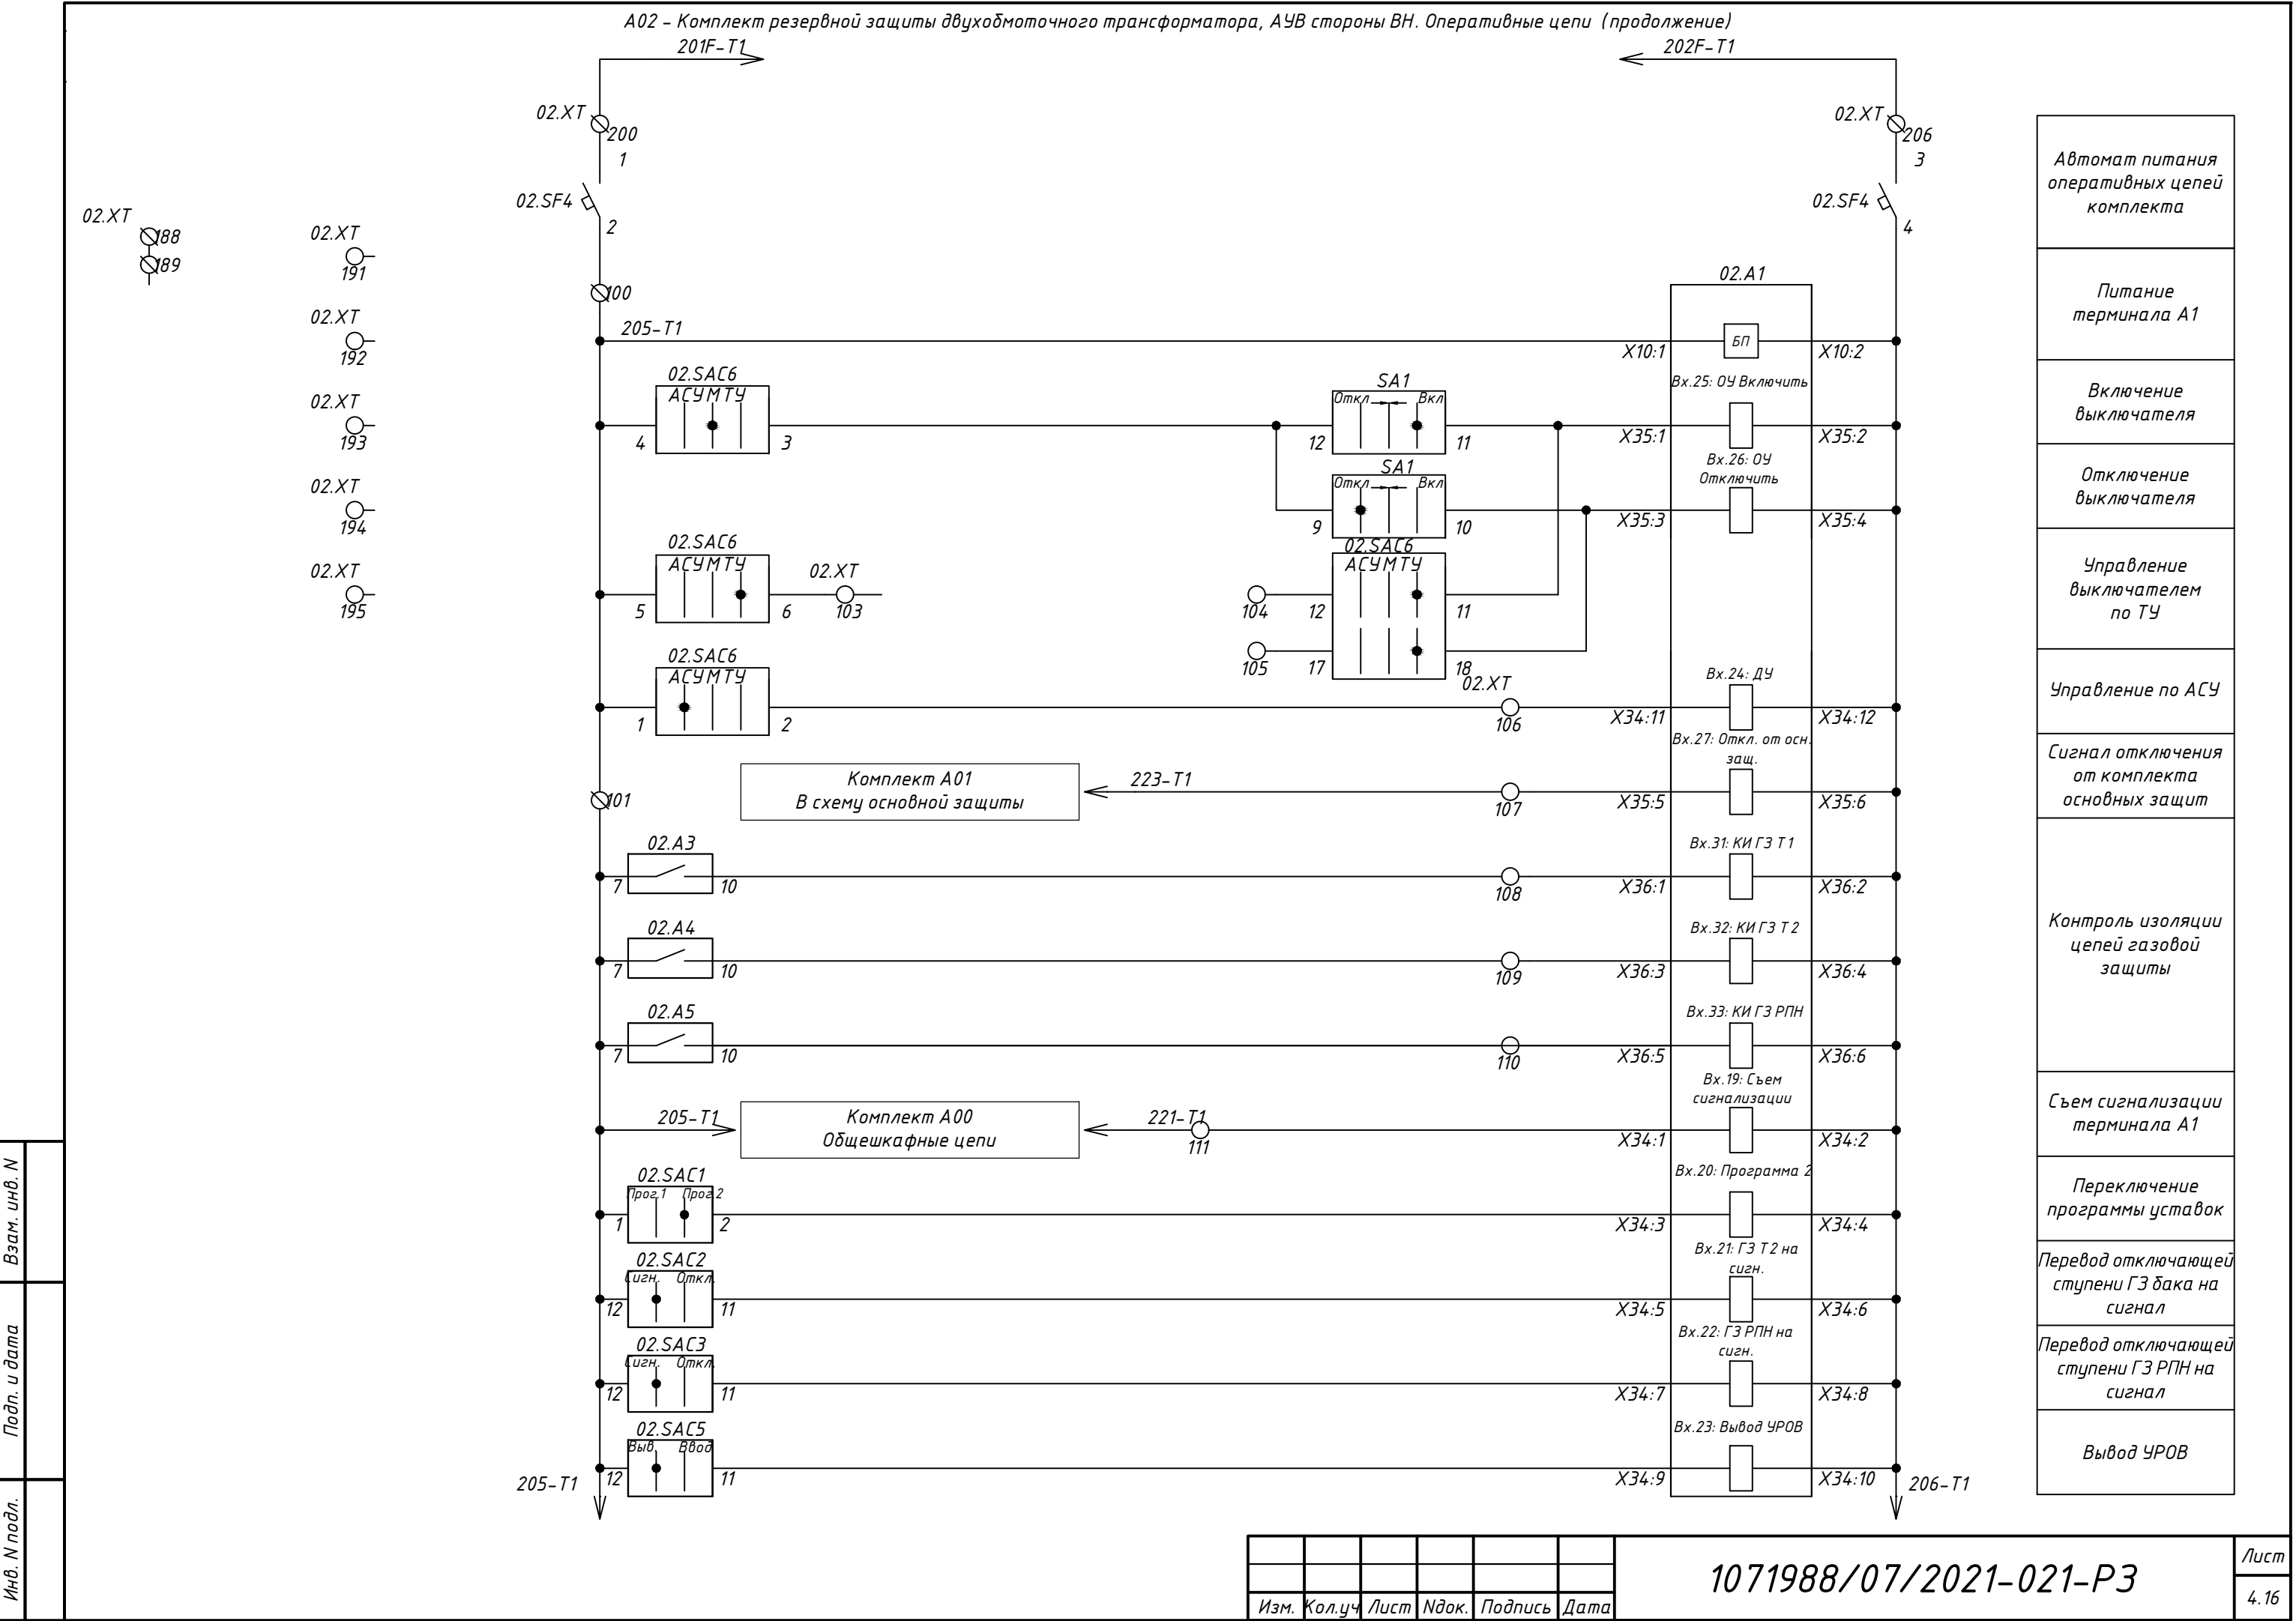 А02 - Комплект резервной защиты двухобмоточного трансформатора, АУВ стороны ВН. Оперативные цепи (продолжение)
201F-Т1
202F-Т1
02.XT
200
1
02.SF4
2
100
02.XT
206
3
02.SF4
4
02.XT
188
189
02.XT
191
02.XT
192
02.XT
193
02.XT
194
02.XT
195
02.A1
205-Т1
X10:1
БП
X10:2
02.SAC6
АСУ М ТУ
4
3
SA1
Откл
Вкл
12
11
Вх.25: ОУ Включить
X35:1
X35:2
SA1
Откл
Вкл
9
10
Вх.26: ОУ
Отключить
X35:3
X35:4
02.SAC6
АСУ М ТУ
5
6
02.XT
103
02.SAC6
АСУ М ТУ
104
12
11
105
17
18
02.SAC6
АСУ М ТУ
1
2
02.XT
106
Вх.24: ДУ
X34:11
X34:12
101
Комплект А01
В схему основной защиты
223-Т1
107
Вх.27: Откл. от осн.
защ.
X35:5
X35:6
02.A3
7
10
108
Вх.31: КИ ГЗ Т1
X36:1
X36:2
02.A4
7
10
109
Вх.32: КИ ГЗ Т2
X36:3
X36:4
02.A5
7
10
110
Вх.33: КИ ГЗ РПН
X36:5
X36:6
205-Т1
Комплект А00
Общешкафные цепи
221-Т1
111
Вх.19: Съем
сигнализации
X34:1
X34:2
02.SAC1
Прог.1 Прог.2
1
2
Вх.20: Программа 2
X34:3
X34:4
02.SAC2
Сигн. Откл.
12
11
Вх.21: ГЗ Т2 на
сигн.
X34:5
X34:6
02.SAC3
Сигн. Откл.
12
11
Вх.22: ГЗ РПН на
сигн.
X34:7
X34:8
02.SAC5
Выв. Ввод
12
11
Вх.23: Вывод УРОВ
X34:9
X34:10
205-Т1
206-Т1
Автомат питания
оперативных цепей
комплекта
Питание
терминала А1
Включение
выключателя
Отключение
выключателя
Управление
выключателем
по ТУ
Управление по АСУ
Сигнал отключения
от комплекта
основных защит
Контроль изоляции
цепей газовой
защиты
Съем сигнализации
терминала А1
Переключение
программы уставок
Перевод отключающей
ступени ГЗ бака на
сигнал
Перевод отключающей
ступени ГЗ РПН на
сигнал
Вывод УРОВ
Взам. инв. N
Подп. и дата
Инв. N подл.
Изм. Кол.уч Лист Nдок. Подпись Дата
1071988/07/2021-021-РЗ
Лист
4.16